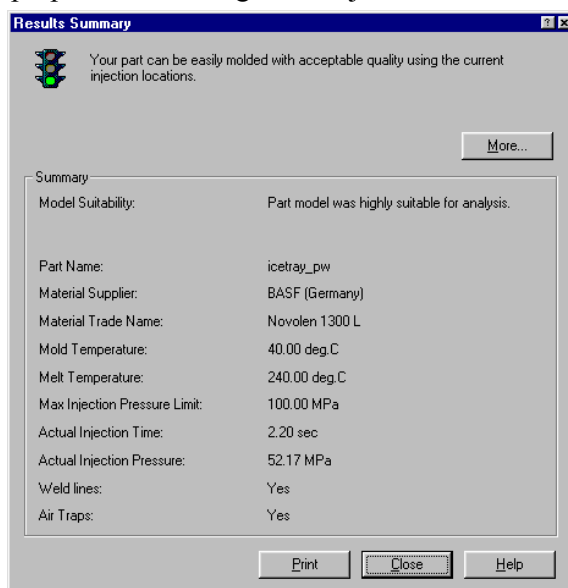 Results Summary
Your part can be easily molded with acceptable quality using the current
injection locations.
More...
Summary
Model Suitability: Part model was highly suitable for analysis.
Part Name: icetray_pw
Material Supplier: BASF (Germany)
Material Trade Name: Novolen 1300 L
Mold Temperature: 40.00 deg.C
Melt Temperature: 240.00 deg.C
Max Injection Pressure Limit: 100.00 MPa
Actual Injection Time: 2.20 sec
Actual Injection Pressure: 52.17 MPa
Weld lines: Yes
Air Traps: Yes
Print Close Help